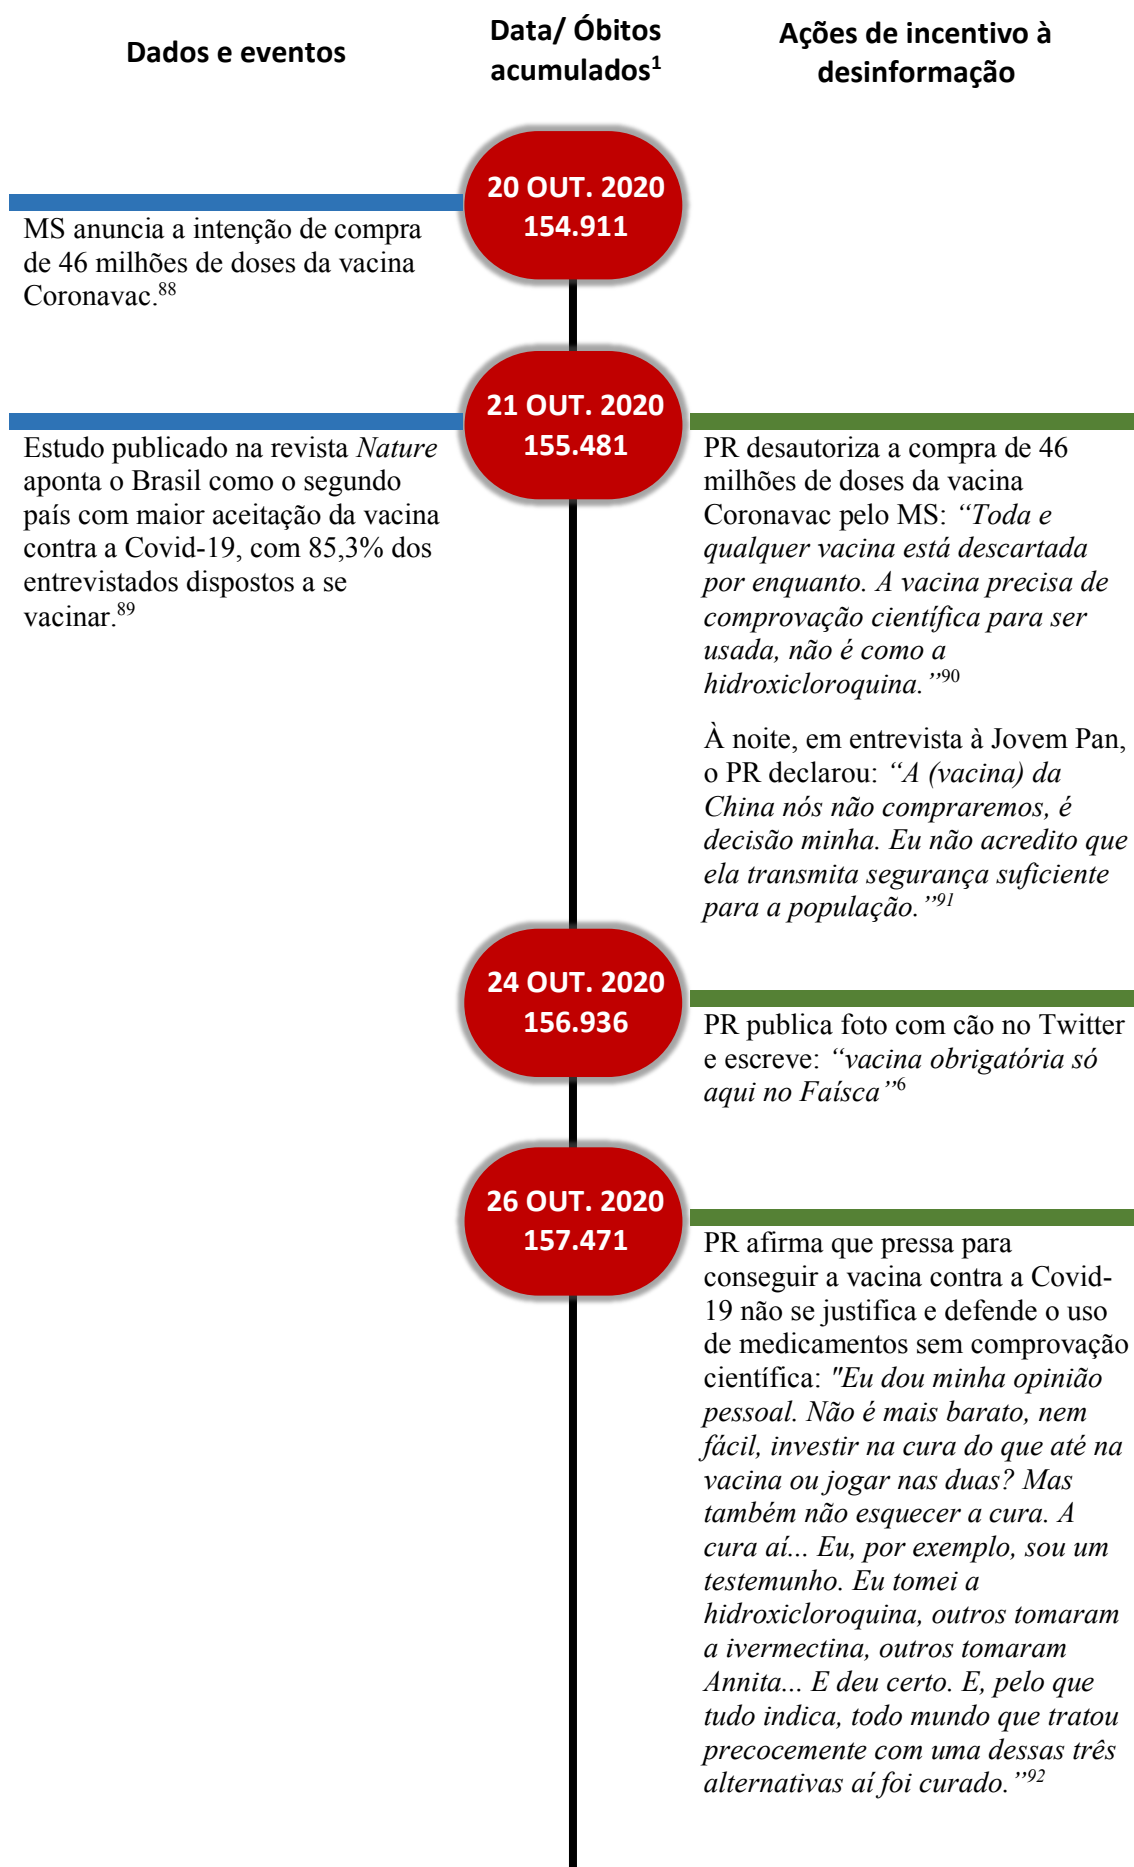 Dados e eventos
Data/ Óbitos
acumulados1
Ações de incentivo à
desinformação
20 OUT. 2020
154.911
MS anuncia a intenção de compra
de 46 milhões de doses da vacina
Coronavac.88
21 OUT. 2020
155.481
Estudo publicado na revista Nature
aponta o Brasil como o segundo
país com maior aceitação da vacina
contra a Covid-19, com 85,3% dos
entrevistados dispostos a se
vacinar.89
PR desautoriza a compra de 46
milhões de doses da vacina
Coronavac pelo MS: “Toda e
qualquer vacina está descartada
por enquanto. A vacina precisa de
comprovação científica para ser
usada, não é como a
hidroxicloroquina.”90
À noite, em entrevista à Jovem Pan,
o PR declarou: “A (vacina) da
China nós não compraremos, é
decisão minha. Eu não acredito que
ela transmita segurança suficiente
para a população.”91
24 OUT. 2020
156.936
PR publica foto com cão no Twitter
e escreve: “vacina obrigatória só
aqui no Faísca”6
26 OUT. 2020
157.471
PR afirma que pressa para
conseguir a vacina contra a Covid-
19 não se justifica e defende o uso
de medicamentos sem comprovação
científica: "Eu dou minha opinião
pessoal. Não é mais barato, nem
fácil, investir na cura do que até na
vacina ou jogar nas duas? Mas
também não esquecer a cura. A
cura aí... Eu, por exemplo, sou um
testemunho. Eu tomei a
hidroxicloroquina, outros tomaram
a ivermectina, outros tomaram
Annita... E deu certo. E, pelo que
tudo indica, todo mundo que tratou
precocemente com uma dessas três
alternativas aí foi curado.”92